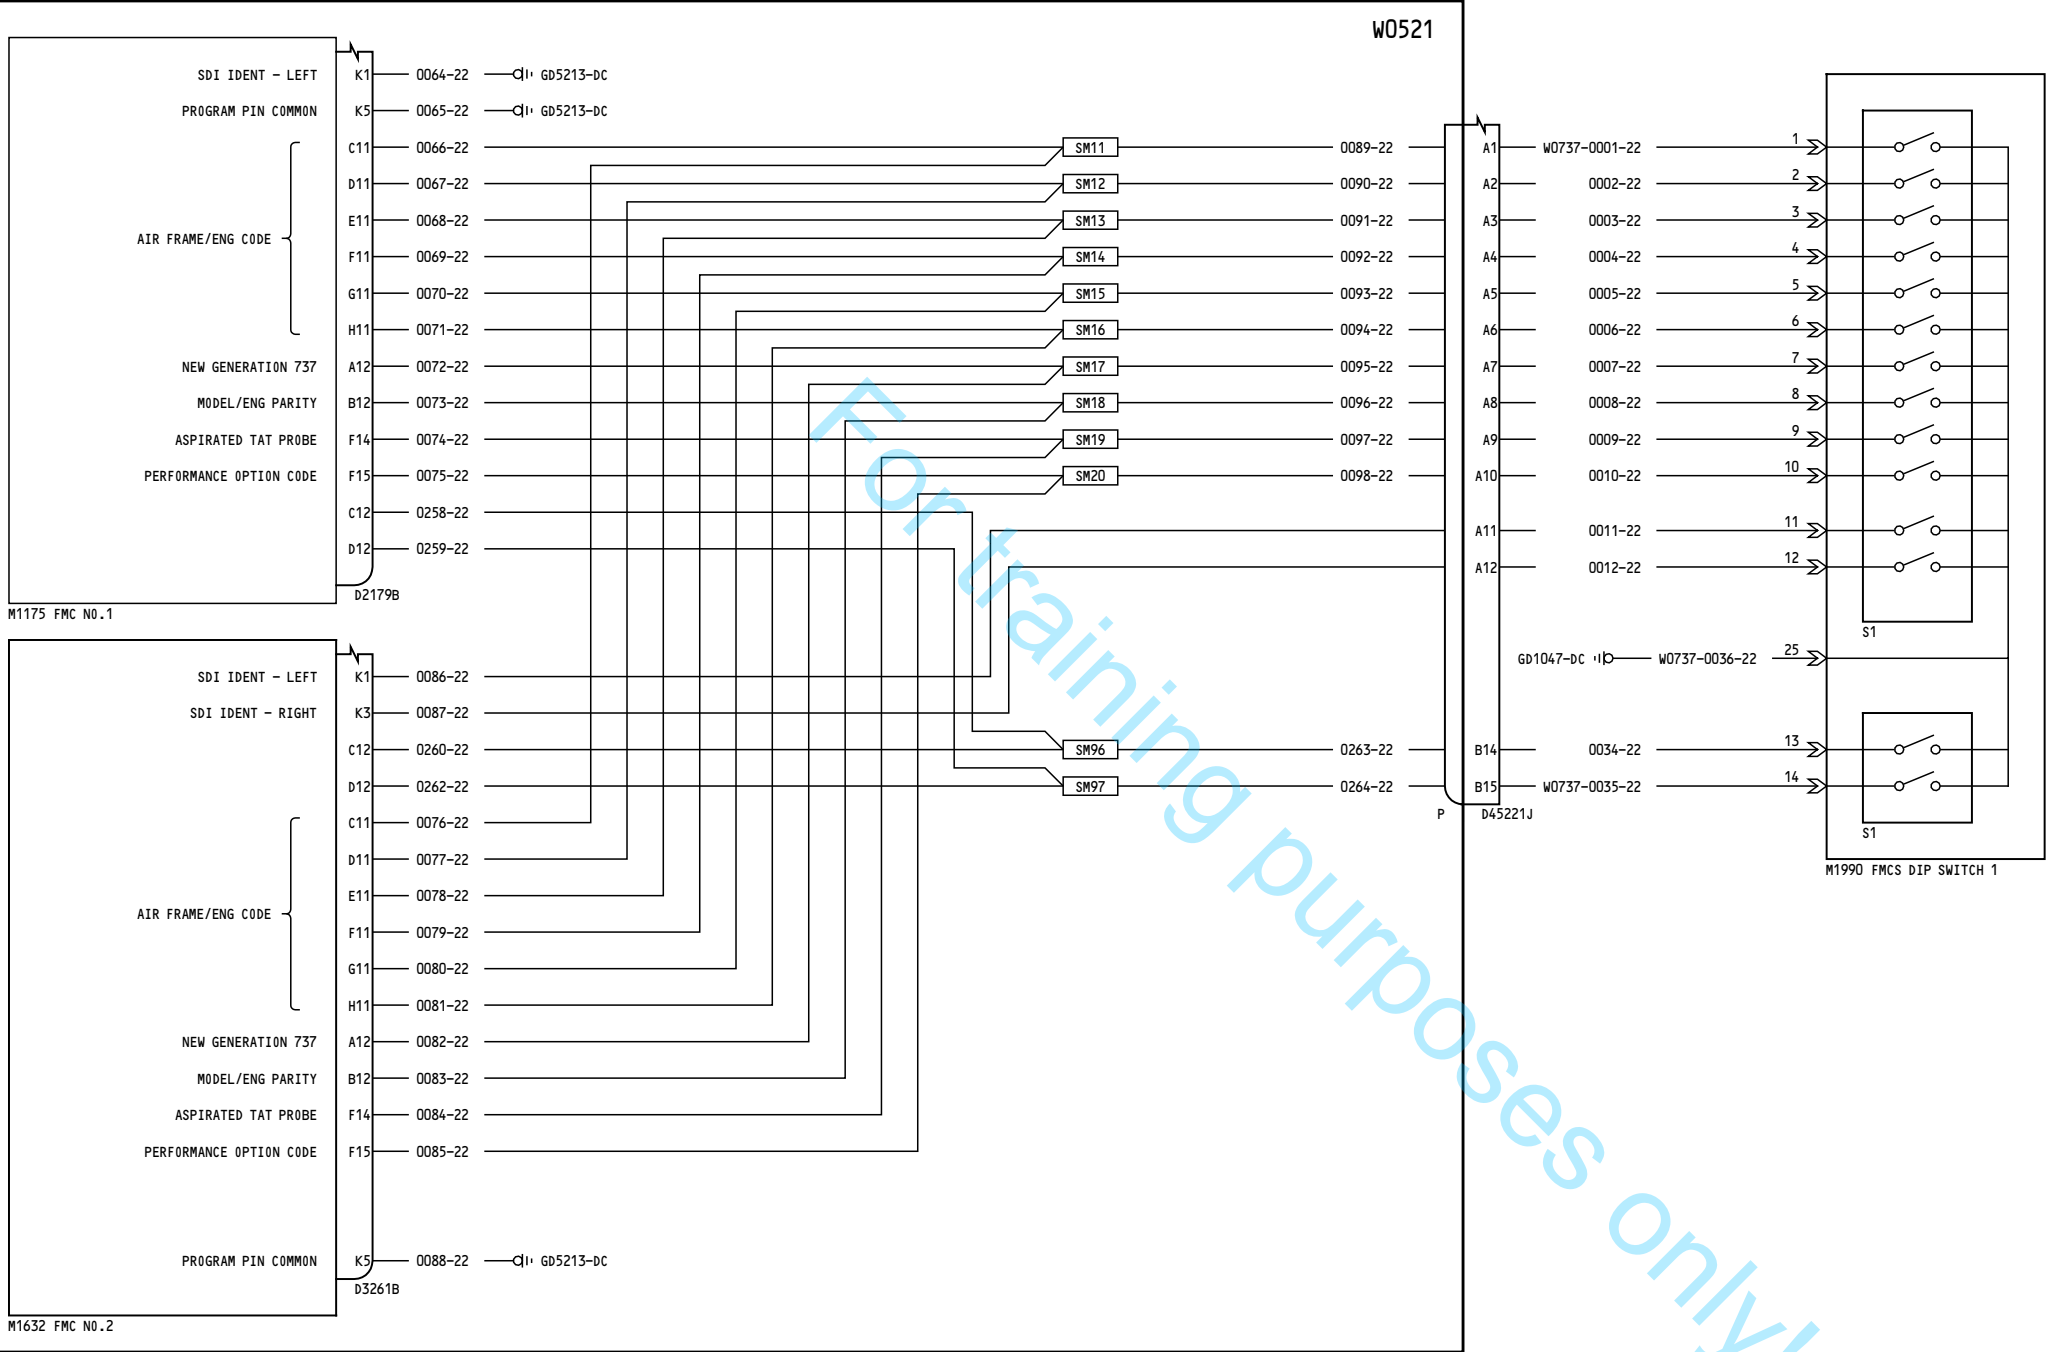 W0521
SDI IDENT - LEFT K1 0064-22 GD5213-DC
PROGRAM PIN COMMON K5 0065-22 GD5213-DC
C11 0066-22 SM11 0089-22 A1 W0737-0001-22 1
D11 0067-22 SM12 0090-22 A2 0002-22 2
E11 0068-22 SM13 0091-22 A3 0003-22 3
AIR FRAME/ENG CODE
F11 0069-22 SM14 0092-22 A4 0004-22 4
G11 0070-22 SM15 0093-22 A5 0005-22 5
H11 0071-22 SM16 0094-22 A6 0006-22 6
NEW GENERATION 737 A12 0072-22 SM17 0095-22 A7 0007-22 7
MODEL/ENG PARITY B12 0073-22 SM18 0096-22 A8 0008-22 8
ASPIRATED TAT PROBE F14 0074-22 SM19 0097-22 A9 0009-22 9
PERFORMANCE OPTION CODE F15 0075-22 SM20 0098-22 A10 0010-22 10
C12 0258-22
A11 0011-22 11
D12 0259-22
A12 0012-22 12
D2179B
M1175 FMC NO.1
S1
GD1047-DC W0737-0036-22 25
SDI IDENT - LEFT K1 0086-22
SDI IDENT - RIGHT K3 0087-22
C12 0260-22 SM96 0263-22 B14 0034-22 13
D12 0262-22 SM97 0264-22 B15 W0737-0035-22 14
P D45221J
C11 0076-22
S1
D11 0077-22
M1990 FMCS DIP SWITCH 1
E11 0078-22
AIR FRAME/ENG CODE
F11 0079-22
G11 0080-22
H11 0081-22
NEW GENERATION 737 A12 0082-22
MODEL/ENG PARITY B12 0083-22
ASPIRATED TAT PROBE F14 0084-22
PERFORMANCE OPTION CODE F15 0085-22
PROGRAM PIN COMMON K5 0088-22 GD5213-DC
D3261B
M1632 FMC NO.2
For training purposes only!